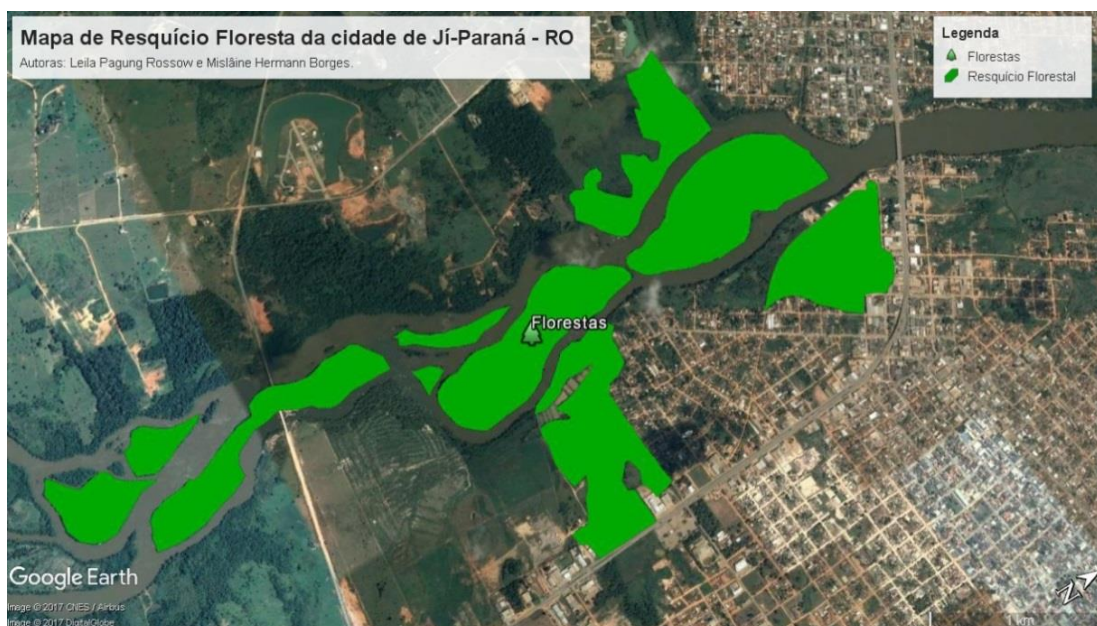 Mapa de Resquício Floresta da cidade de Jí-Paraná - RO
Autoras: Leila Pagung Rossow e Mislâine Hermann Borges.
Legenda
Florestas
Resquício Florestal
Florestas
Google Earth
Image © 2017 CNES / Airbus
Image © 2017 DigitalGlobe
1 km
N